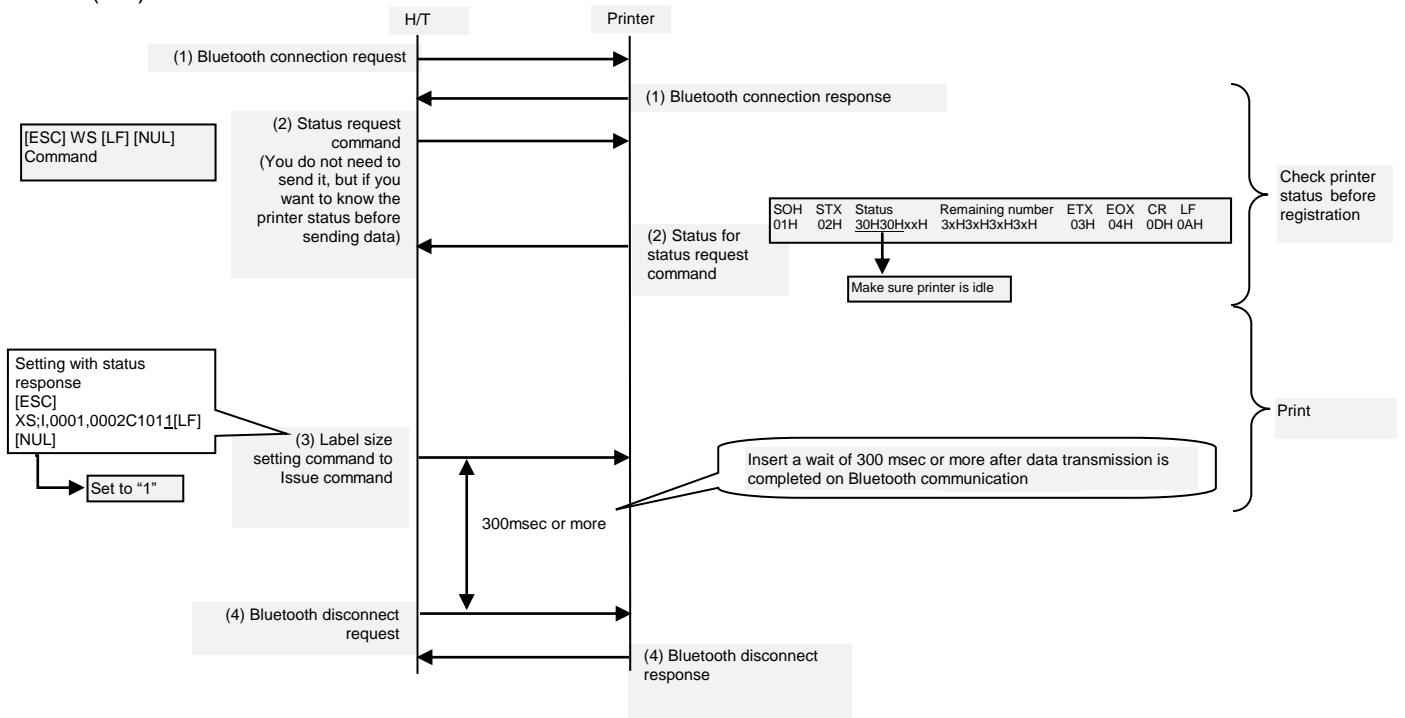 H/T
Printer
(1) Bluetooth connection request
(1) Bluetooth connection response
[ESC] WS [LF] [NUL]
Command
(2) Status request
command
(You do not need to
send it, but if you
want to know the
printer status before
sending data)
SOH STX Status Remaining number ETX EOX CR LF
01H 02H 30H30HxxH 3xH3xH3xH3xH 03H 04H 0DH 0AH
(2) Status for
status request
command
Make sure printer is idle
Check printer
status before
registration
Setting with status
response
[ESC]
XS;I,0001,0002C1011[LF]
[NUL]
Set to “1”
(3) Label size
setting command to
Issue command
Insert a wait of 300 msec or more after data transmission is
completed on Bluetooth communication
300msec or more
Print
(4) Bluetooth disconnect
request
(4) Bluetooth disconnect
response